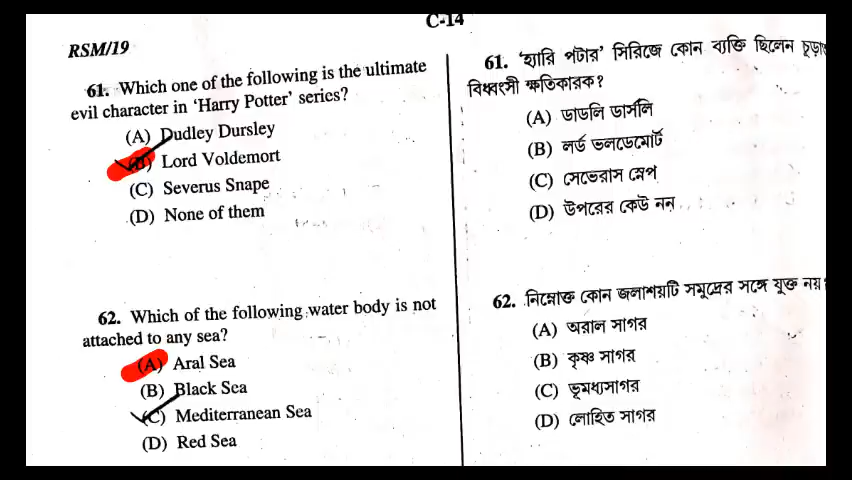 C-14
RSM/19
61. Which one of the following is the ultimate
evil character in ‘Harry Potter’ series?
(A) Dudley Dursley
(B) Lord Voldemort
(C) Severus Snape
(D) None of them
62. Which of the following water body is not
attached to any sea?
(A) Aral Sea
(B) Black Sea
(C) Mediterranean Sea
(D) Red Sea
61. ‘হ্যারি পটার’ সিরিজে কোন ব্যক্তি ছিলেন
বিধ্বংসী ক্ষতিকারক?
(A) ডাডলি ডার্সলি
(B) লর্ড ভলডেমোর্ট
(C) সেভেরাস স্নেপ
(D) উপরের কেউ নন
62. নিম্নোক্ত কোন জলাশয়টি সমুদ্রের সঙ্গে যুক্ত নয়?
(A) অরাল সাগর
(B) কৃষ্ণ সাগর
(C) ভূমধ্যসাগর
(D) লোহিত সাগর